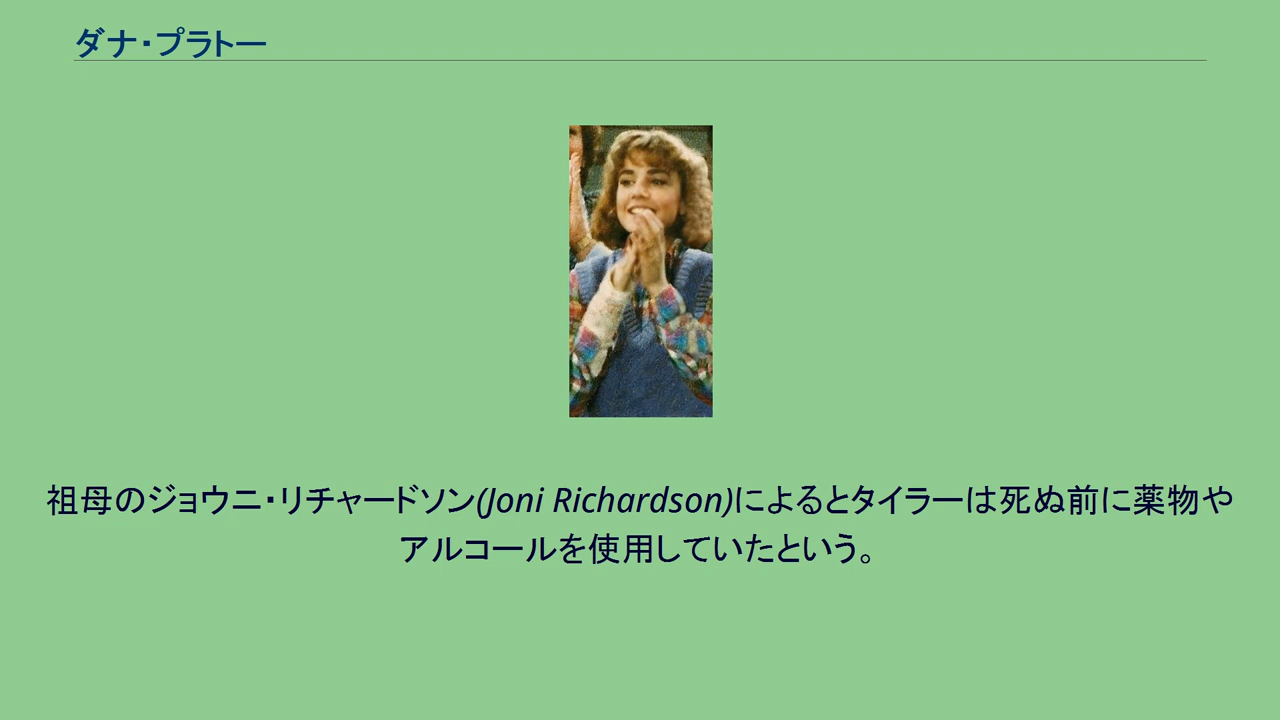 ダナ・プラトー
祖母のジョウニ・リチャードソン(Joni Richardson)によるとタイラーは死ぬ前に薬物や
アルコールを使用していたという。